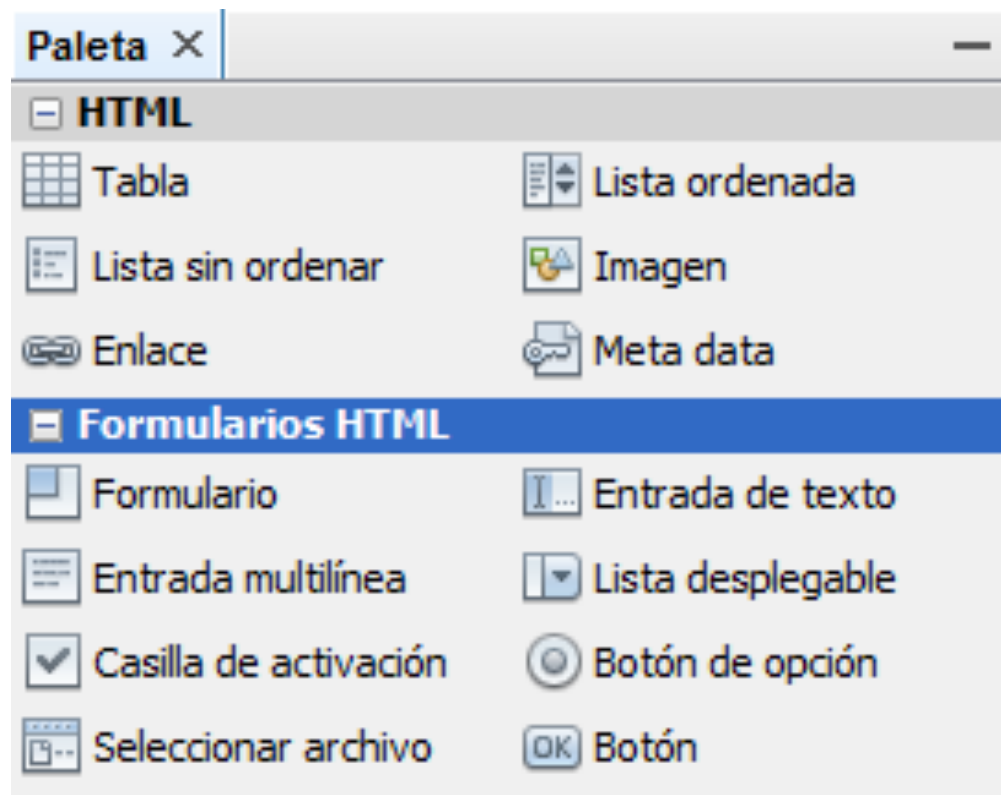 Paleta
HTML
Tabla
Lista ordenada
Lista sin ordenar
Imagen
Enlace
Meta data
Formularios HTML
Formulario
Entrada de texto
Entrada multilínea
Lista desplegable
Casilla de activación
Botón de opción
Seleccionar archivo
OK Botón